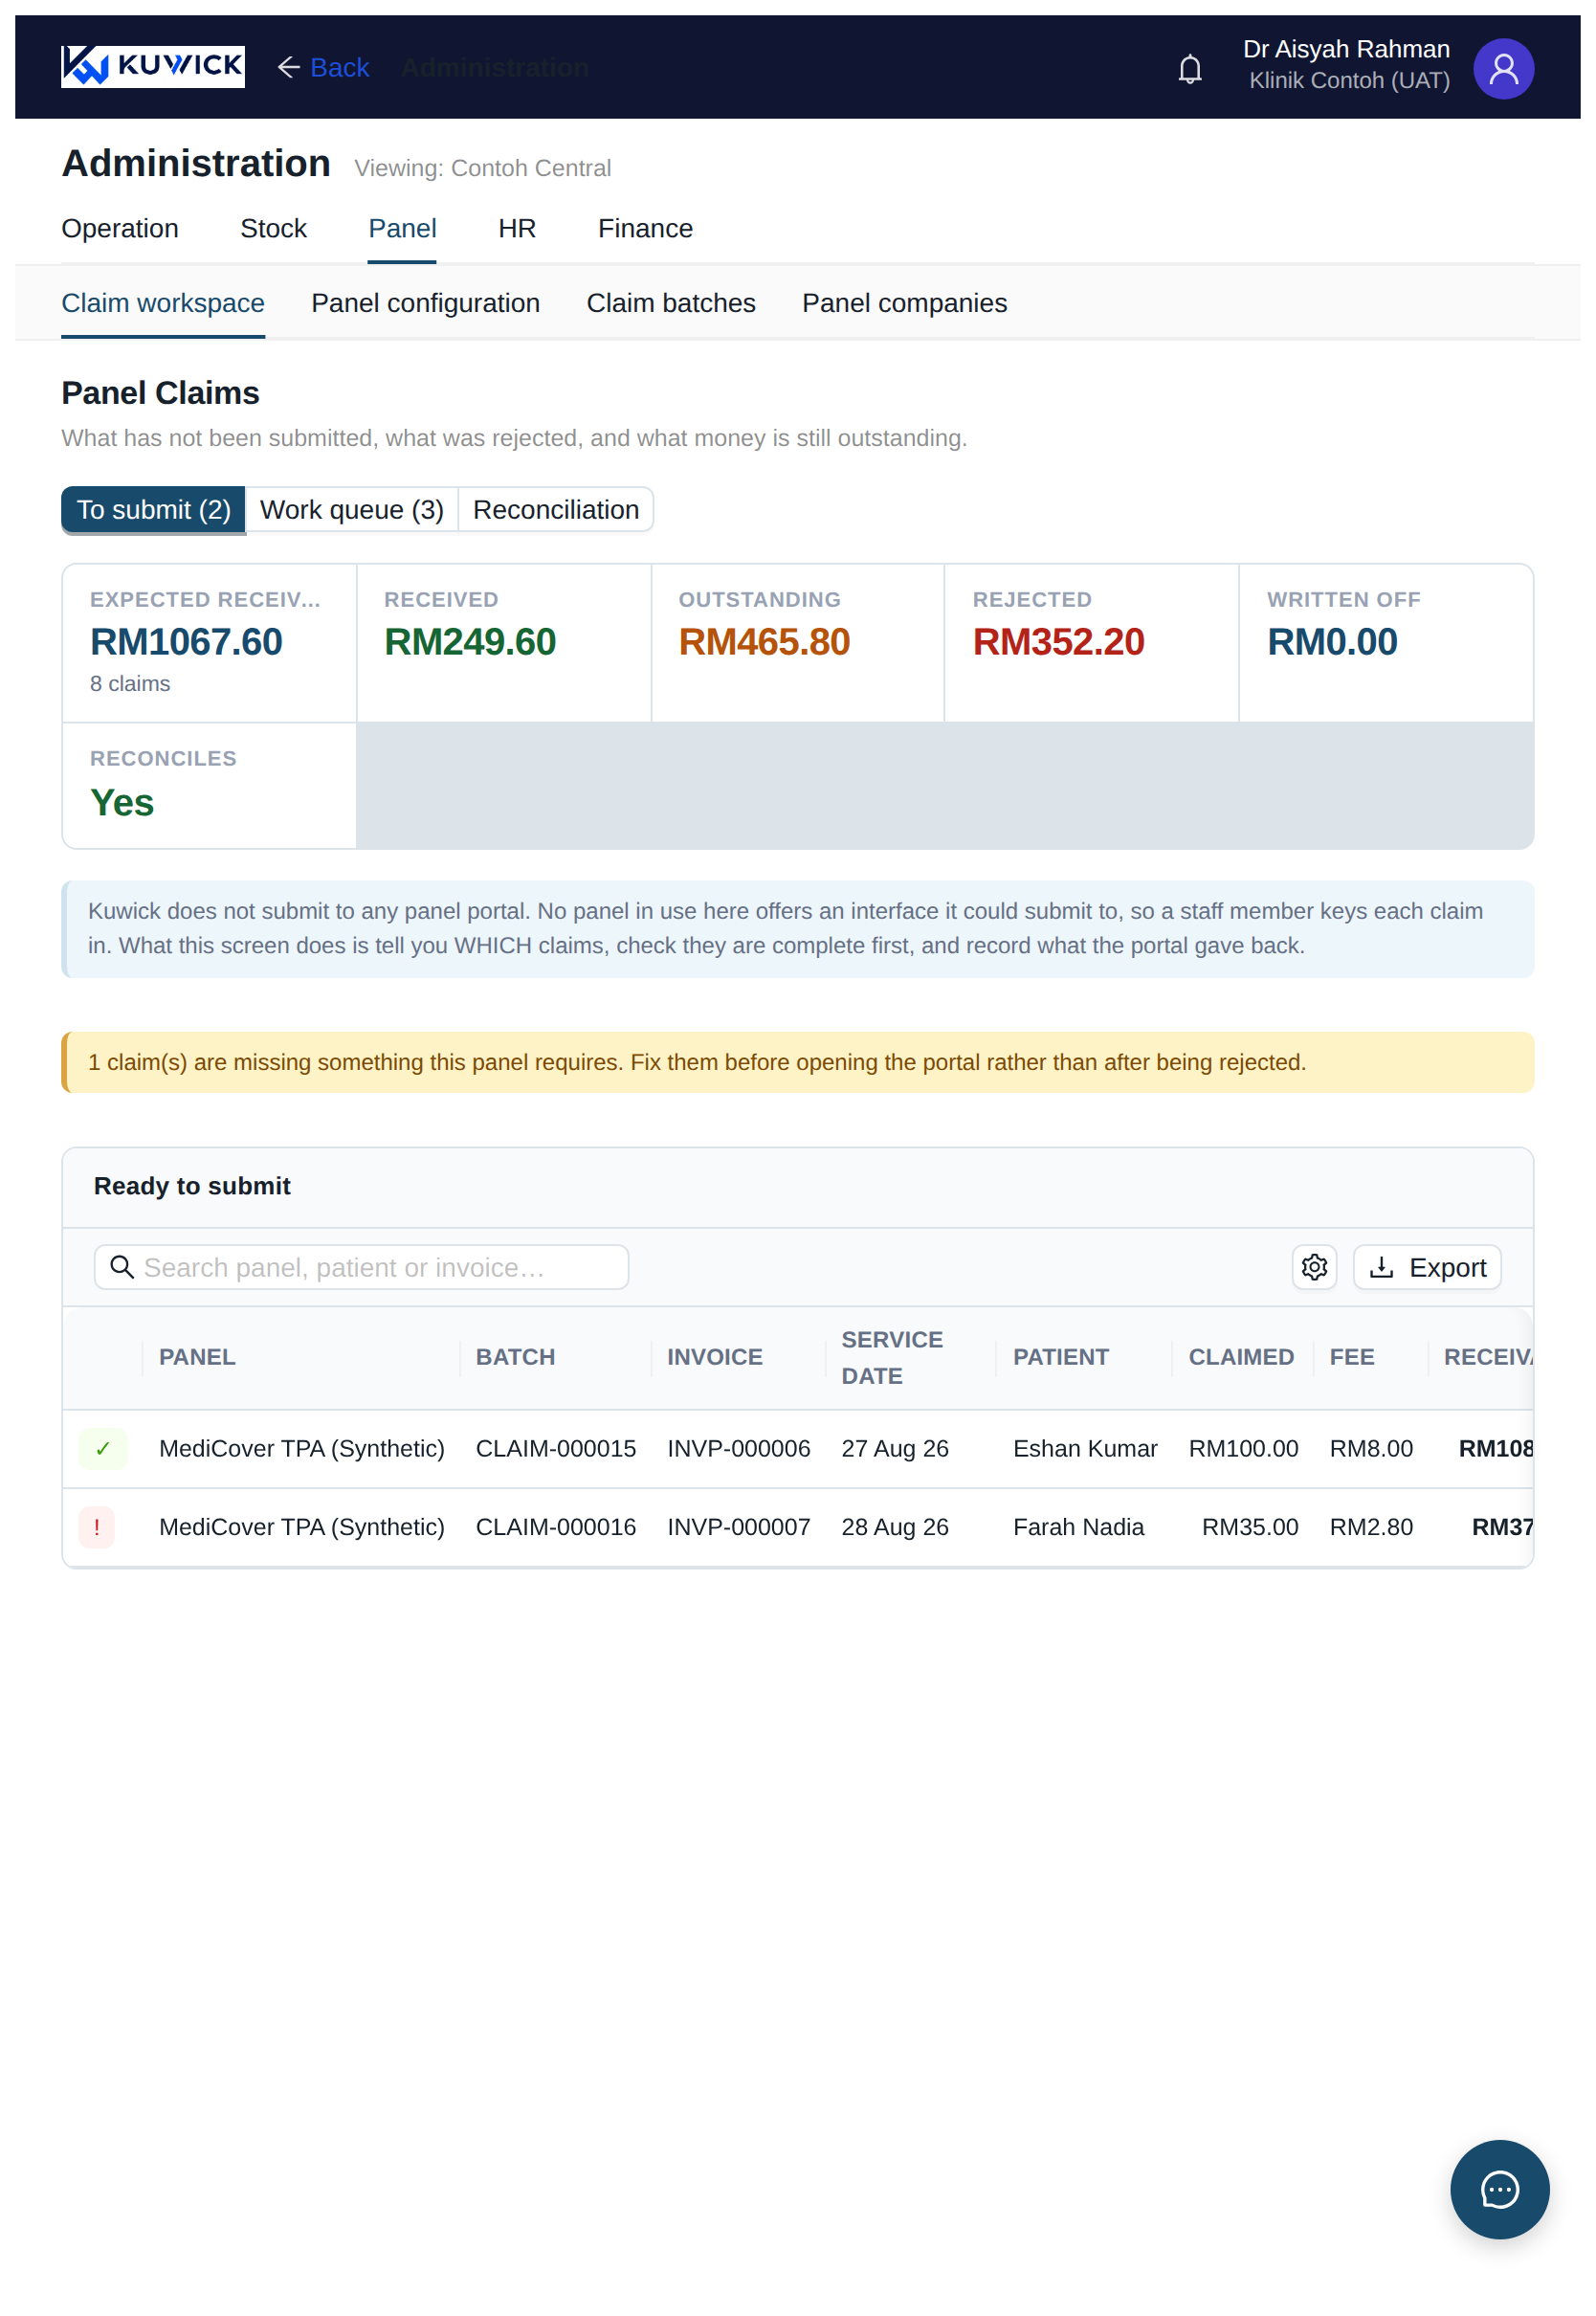 KUWICK
Back
Administration
Dr Aisyah Rahman
Klinik Contoh (UAT)
Administration
Viewing: Contoh Central
Operation
Stock
Panel
HR
Finance
Claim workspace
Panel configuration
Claim batches
Panel companies
Panel Claims
What has not been submitted, what was rejected, and what money is still outstanding.
To submit (2)
Work queue (3)
Reconciliation
EXPECTED RECEIV...
RM1067.60
8 claims
RECEIVED
RM249.60
OUTSTANDING
RM465.80
REJECTED
RM352.20
WRITTEN OFF
RM0.00
RECONCILES
Yes
Kuwick does not submit to any panel portal. No panel in use here offers an interface it could submit to, so a staff member keys each claim
in. What this screen does is tell you WHICH claims, check they are complete first, and record what the portal gave back.
1 claim(s) are missing something this panel requires. Fix them before opening the portal rather than after being rejected.
Ready to submit
Search panel, patient or invoice…
Export
PANEL BATCH INVOICE SERVICE DATE PATIENT CLAIMED FEE RECEIVA
✓ MediCover TPA (Synthetic) CLAIM-000015 INVP-000006 27 Aug 26 Eshan Kumar RM100.00 RM8.00 RM108
! MediCover TPA (Synthetic) CLAIM-000016 INVP-000007 28 Aug 26 Farah Nadia RM35.00 RM2.80 RM37